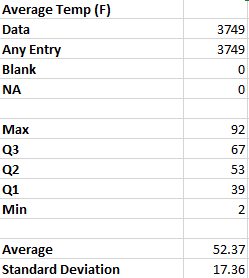 Average Temp (F)
Data 3749
Any Entry 3749
Blank 0
NA 0
Max 92
Q3 67
Q2 53
Q1 39
Min 2
Average 52.37
Standard Deviation 17.36